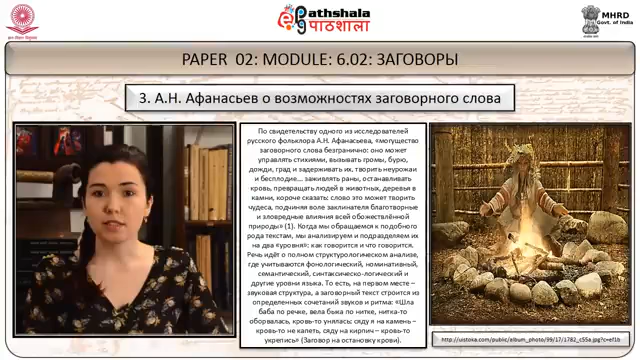 ePathshala
पाठशाला
MHRD
Govt. of India
PAPER 02: MODULE: 6.02: ЗАГОВОРЫ
3. А.Н. Афанасьев о возможностях заговорного слова
По свидетельству одного из исследователей
русского фольклора А.Н. Афанасьева, «могущество
заговорного слова безгранично: оно может
управлять стихиями, вызывать громы, бурю,
дожди, град и задерживать их, творить неурожаи
и бесплодие… заживлять раны, останавливать
кровь, превращать людей в животных, деревья в
камни, короче сказать: слово это может творить
чудеса, подчиняя воле заклинателя благотворные
и зловредные влияния всей обожествлённой
природы» (1). Когда мы обращаемся к подобного
рода текстам, мы анализируем и подразделяем их
на два «уровня»: как говорится и что говорится.
Речь идёт о полном структурологическом анализе,
где учитываются фонологический, номинативный,
семантический, синтаксическо-логический и
другие уровни языка. То есть, на первом месте –
звуковая структура, а заговорный текст строится из
определенных сочетаний звуков и ритма: «Шла
баба по речке, вела быка по нитке, нитка-то
оборвалась, кровь-то унялась; сяду я на камень –
кровь-то не капеть, сяду на кирпич – кровь-то
укрепись» (Заговор на остановку крови).
http://uistoka.com/public/album_photo/99/17/1782_c55a.jpg?c=ef1b